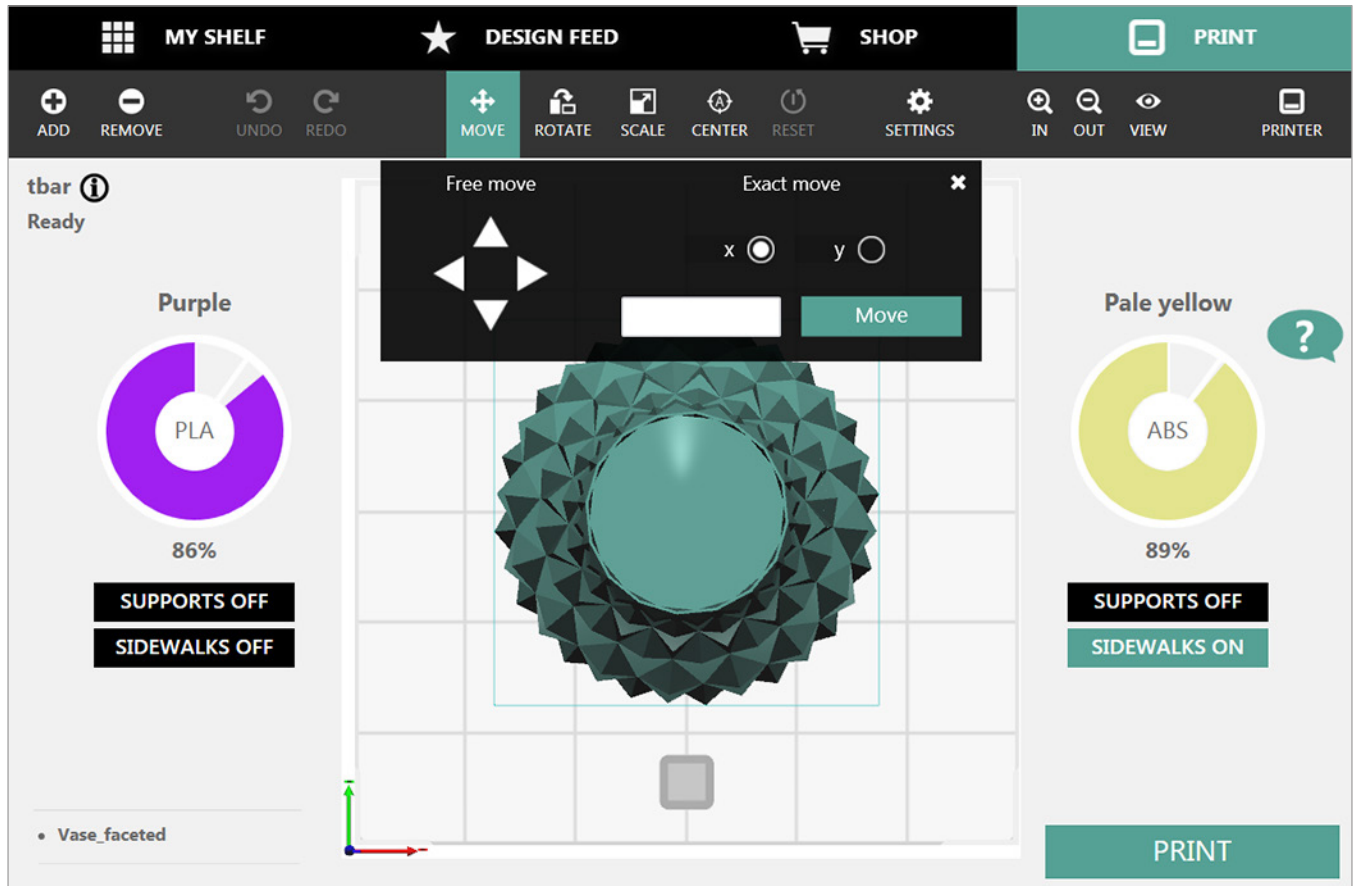 MY SHELF
DESIGN FEED
SHOP
PRINT
ADD
REMOVE
UNDO
REDO
MOVE
ROTATE
SCALE
CENTER
RESET
SETTINGS
IN
OUT
VIEW
PRINTER
tbar
Ready
Free move
Exact move
x
y
Move
Purple
PLA
86%
SUPPORTS OFF
SIDEWALKS OFF
Pale yellow
?
ABS
89%
SUPPORTS OFF
SIDEWALKS ON
• Vase_faceted
PRINT